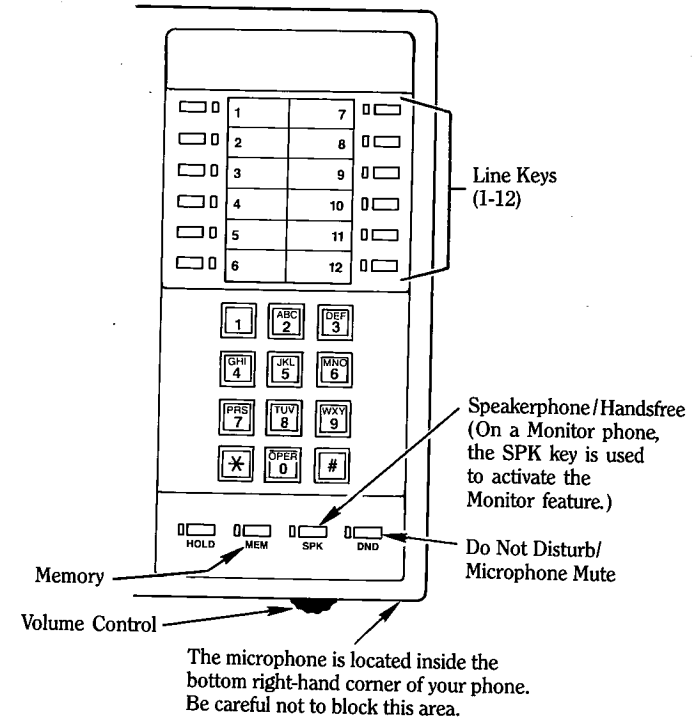 1 7
2 8
3 9
4 10
5 11
6 12
Line Keys
(1-12)
1 ABC 2 DEF 3
GHI 4 JKL 5 MNO 6
PRS 7 TUV 8 WXY 9
* OPER 0 #
Speakerphone/Handsfree
(On a Monitor phone,
the SPK key is used
to activate the
Monitor feature.)
HOLD MEM SPK DND
Do Not Disturb/
Microphone Mute
Memory
Volume Control
The microphone is located inside the
bottom right-hand corner of your phone.
Be careful not to block this area.